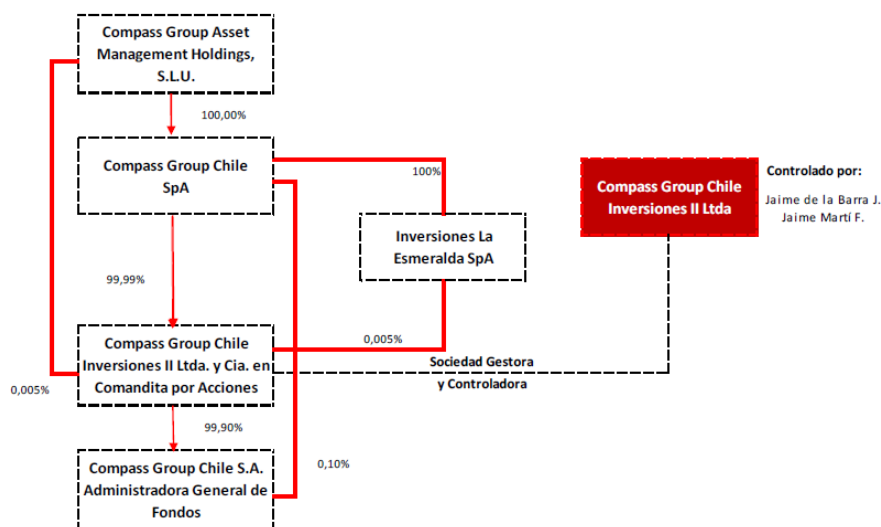 Compass Group Asset
Management Holdings,
S.L.U.
100,00%
Compass Group Chile
SpA
100%
Compass Group Chile
Inversiones II Ltda
Controlado por:
Jaime de la Barra J.
Jaime Martí F.
Inversiones La
Esmeralda SpA
99,99%
Compass Group Chile
Inversiones II Ltda. y Cia. en
Comandita por Acciones
0,005%
Sociedad Gestora
y Controladora
0,005%
99,90%
Compass Group Chile S.A.
Administradora General de
Fondos
0,10%